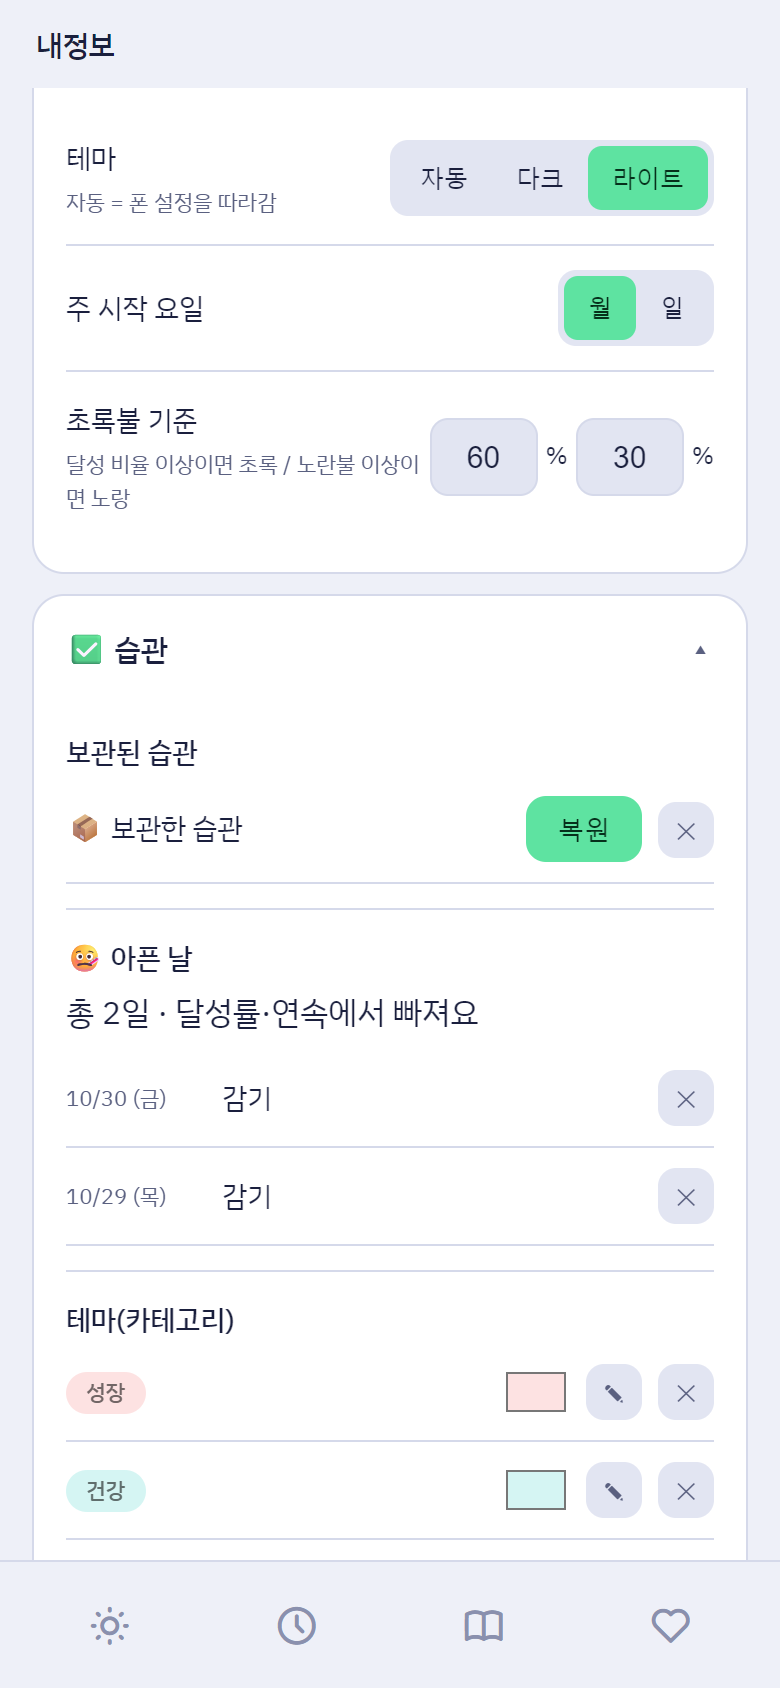 내정보
테마
자동 = 폰 설정을 따라감
자동 다크 라이트
주 시작 요일
월 일
초록불 기준
달성 비율 이상이면 초록 / 노란불 이상이
면 노랑
60 % 30 %
습관
보관된 습관
보관한 습관
복원
아픈 날
총 2일 · 달성률·연속에서 빠져요
10/30 (금) 감기
10/29 (목) 감기
테마(카테고리)
성장
건강